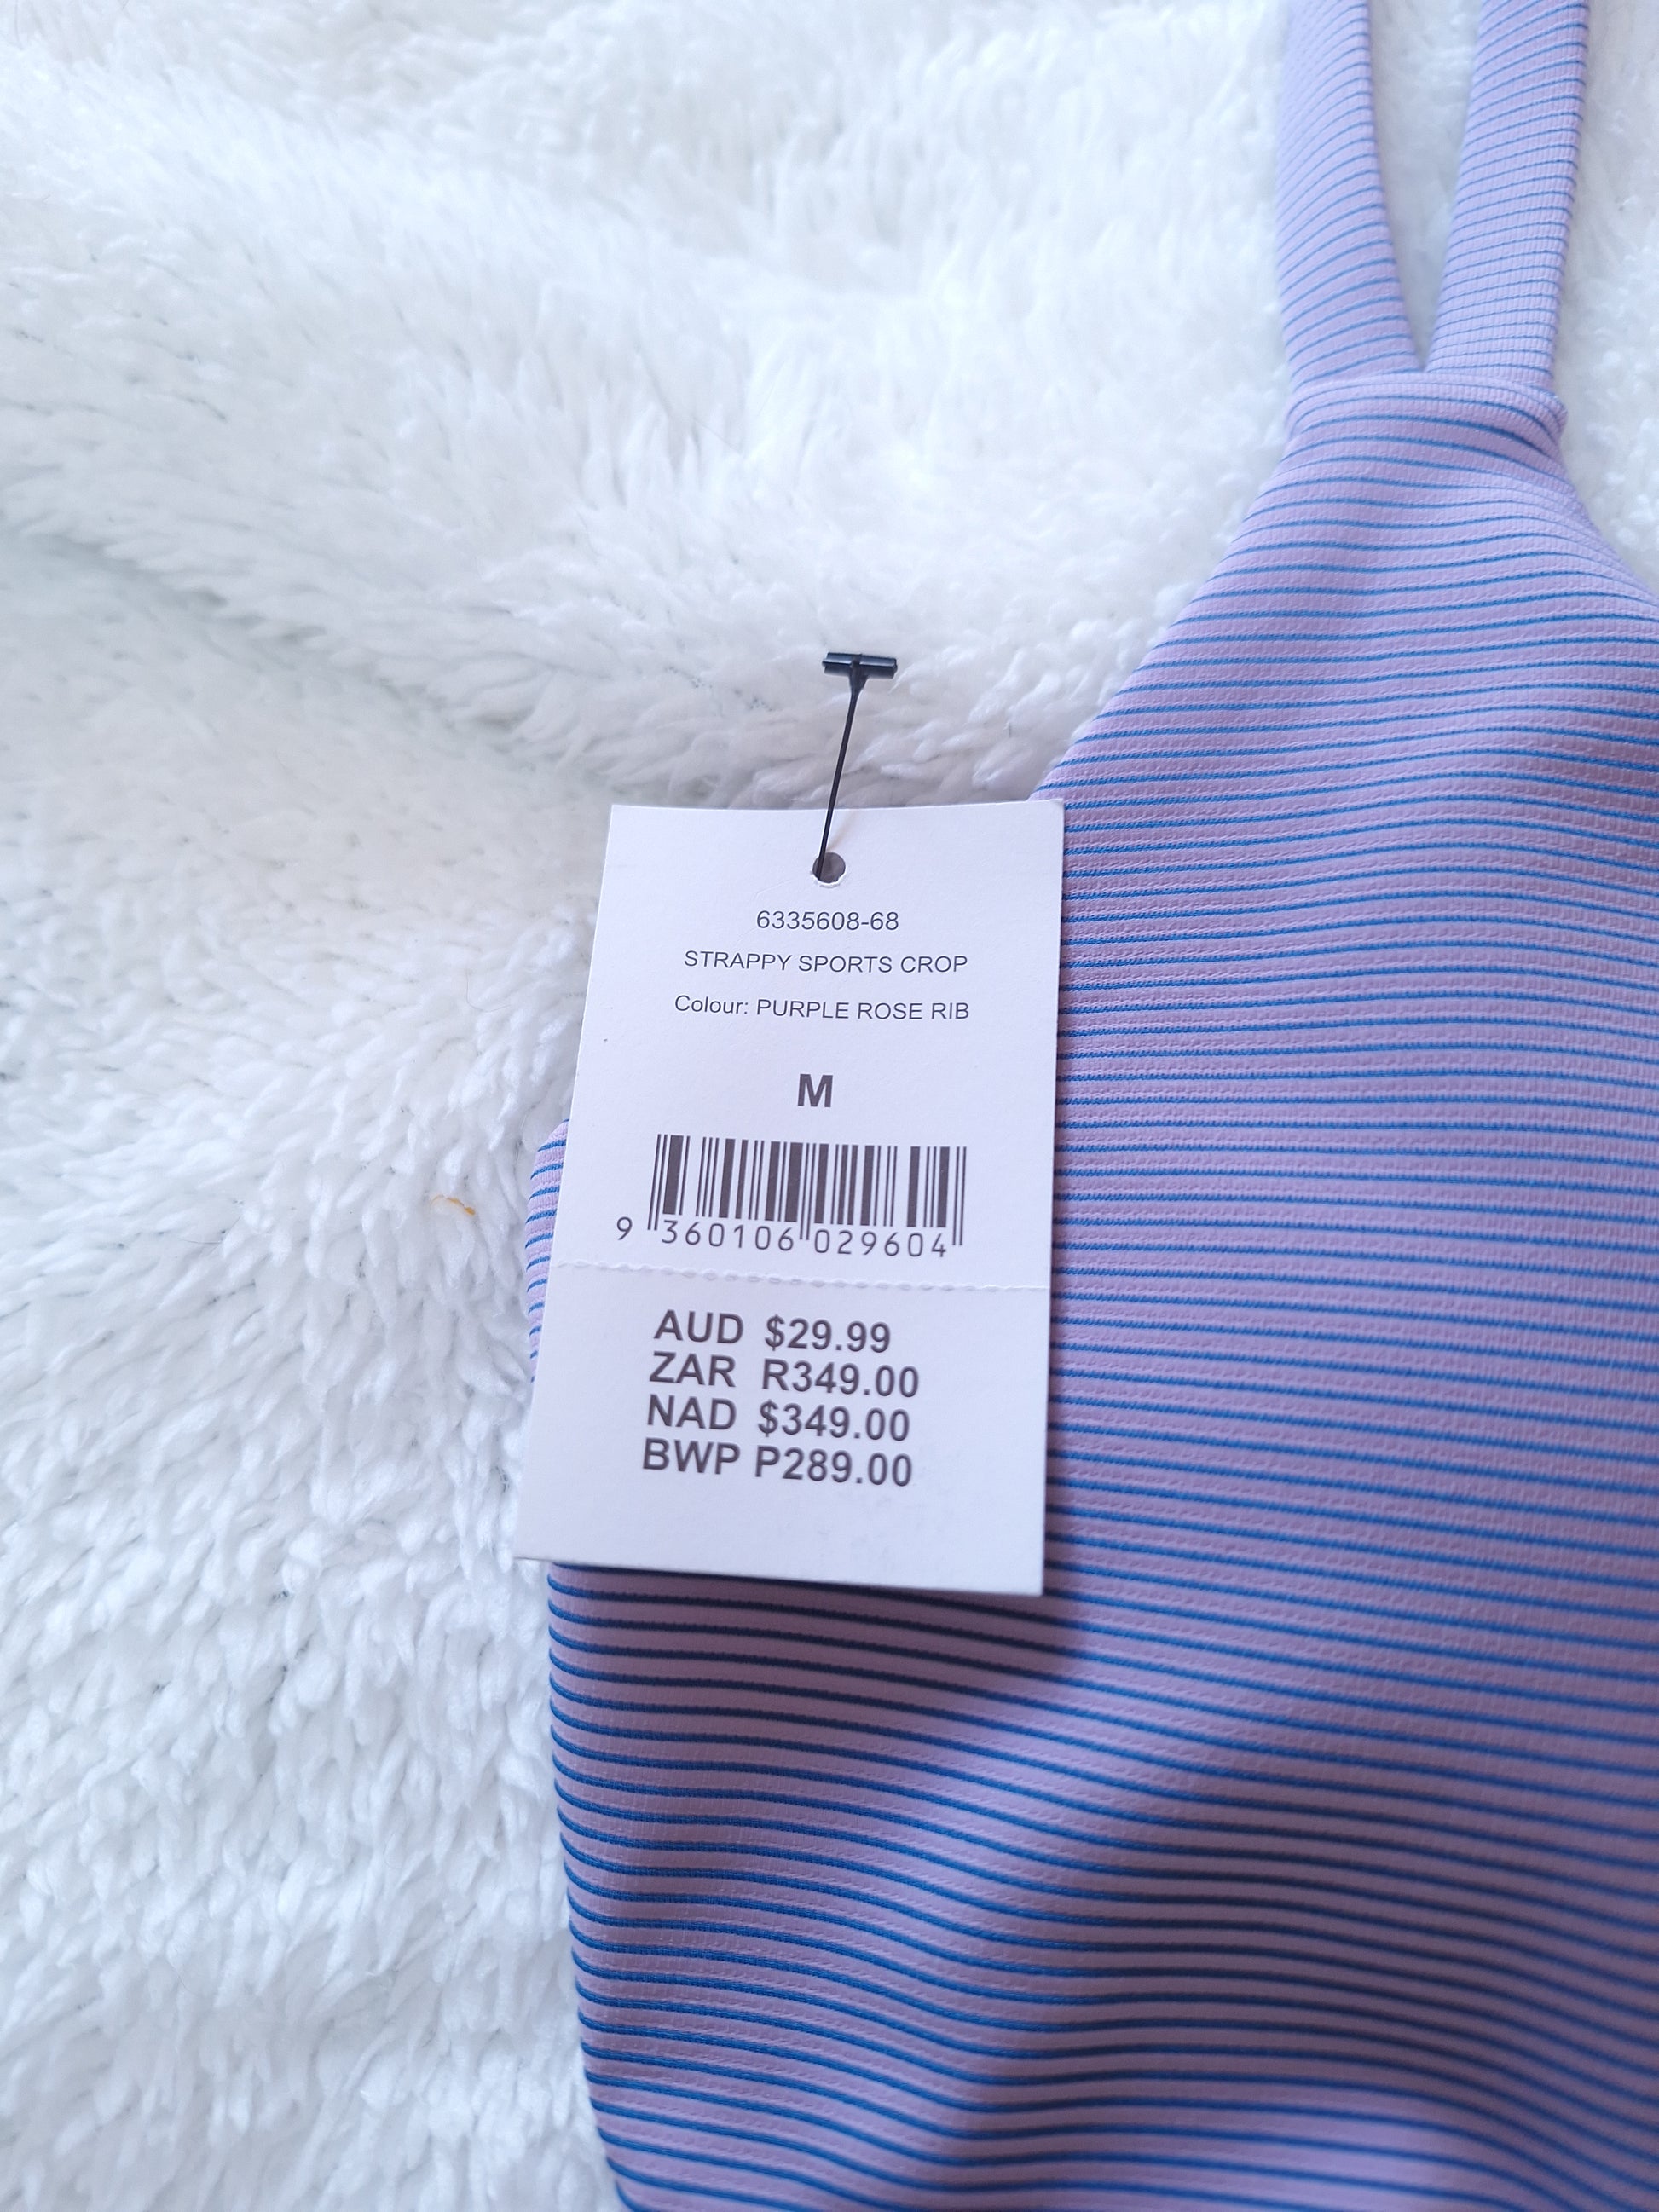 6335608-68
STRAPPY SPORTS CROP
Colour: PURPLE ROSE RIB
M
9 360106 029604
AUD $29.99
ZAR R349.00
NAD $349.00
BWP P289.00